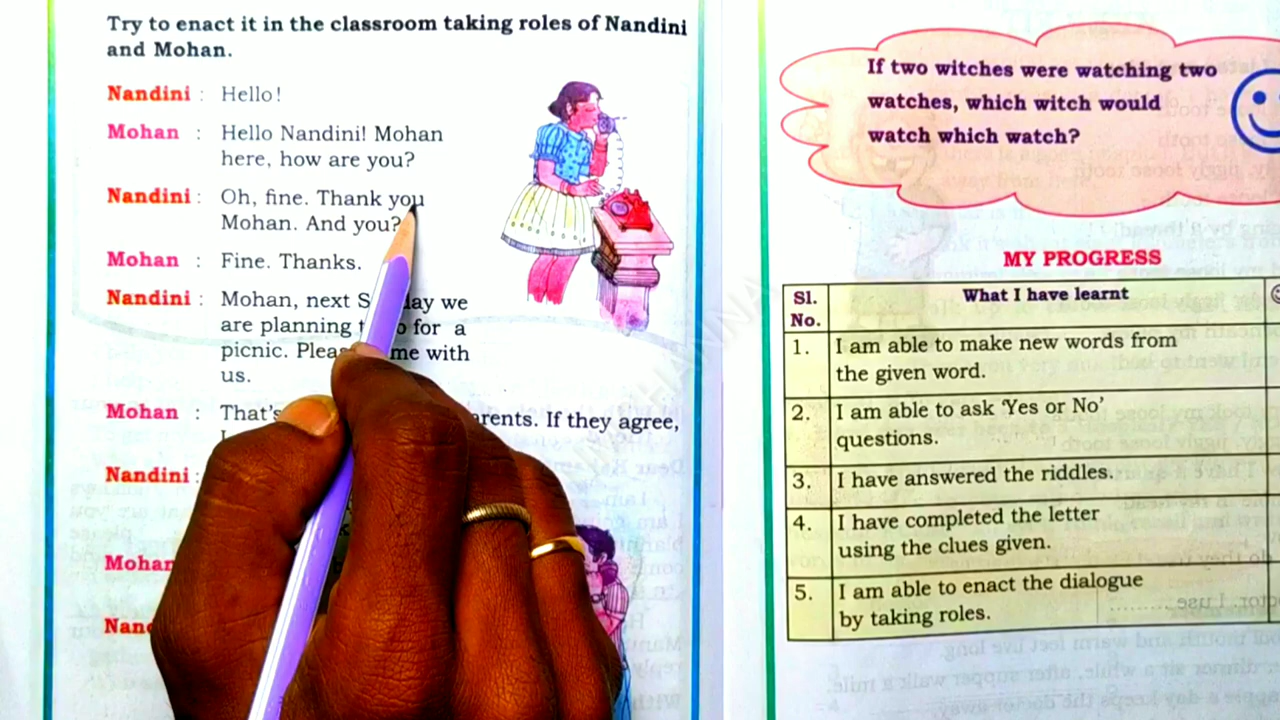 Try to enact it in the classroom taking roles of Nandini
and Mohan.
Nandini : Hello!
Mohan : Hello Nandini! Mohan
here, how are you?
Nandini : Oh, fine. Thank you
Mohan. And you?
Mohan : Fine. Thanks.
Nandini : Mohan, next we
are planning for a
picnic. with
us.
Mohan : That's If they agree,
Nandini :
Mohan
If two witches were watching two
watches, which witch would
watch which watch?
MY PROGRESS
Sl. No. What I have learnt
1. I am able to make new words from
the given word.
2. I am able to ask 'Yes or No'
questions.
3. I have answered the riddles.
4. I have completed the letter
using the clues given.
5. I am able to enact the dialogue
by taking roles.